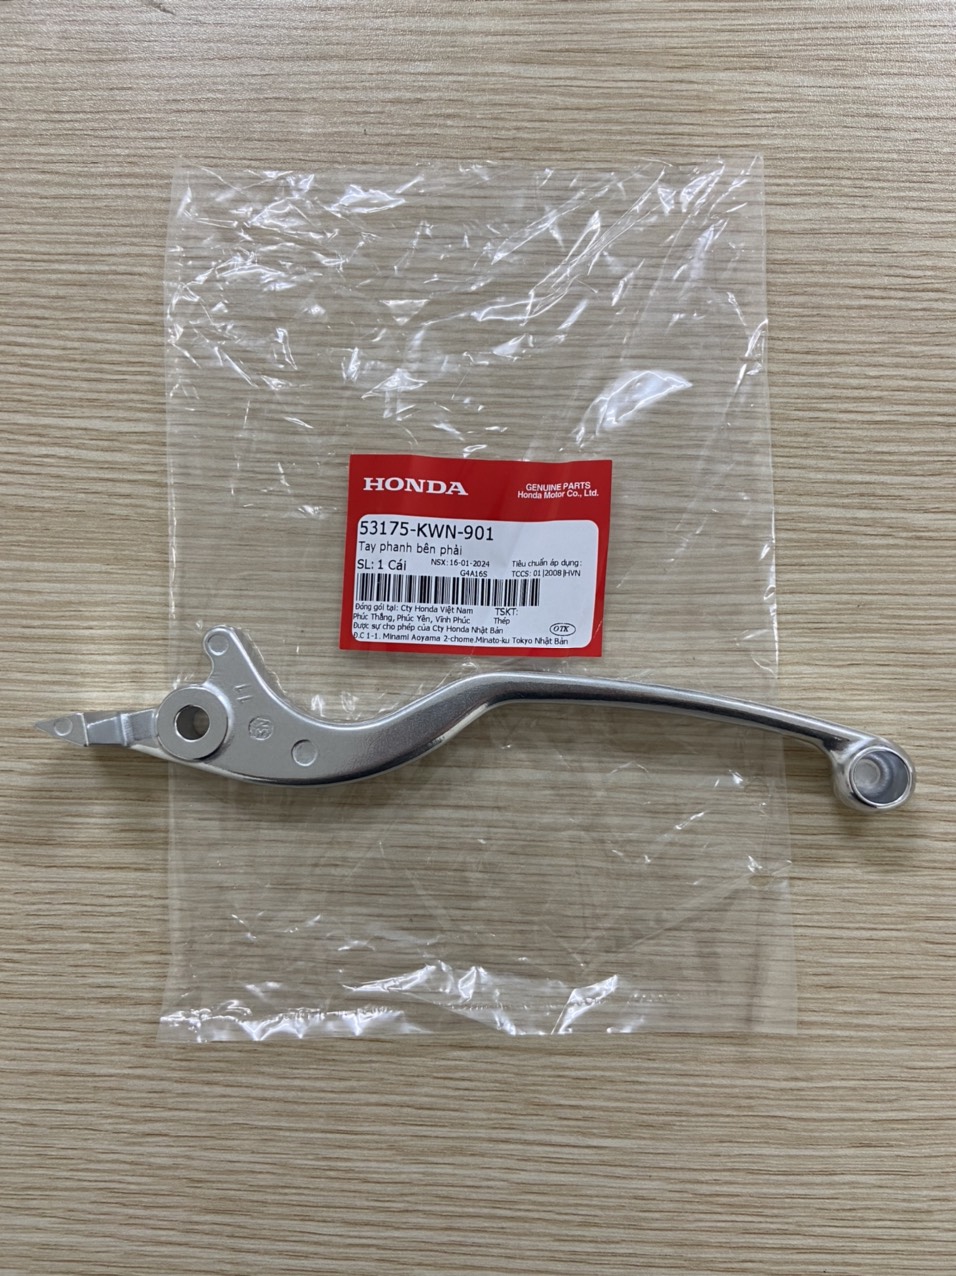 HONDA
GENUINE PARTS
Honda Motor Co., Ltd.
53175-KWN-901
Tay phanh bên phải
SL: 1 Cái
NSX: 16-01-2024
G4A16S
Tiêu chuẩn áp dụng:
TCCS: 01|2008|HVN
Đóng gói tại: Cty Honda Việt Nam
TSKT:
Phúc Thắng, Phúc Yên, Vĩnh Phúc
Thép
Được sự cho phép của Cty Honda Nhật Bản
Đ.C 1-1. Minami Aoyama 2-chome.Minato-ku Tokyo Nhật Bản
OTK
11